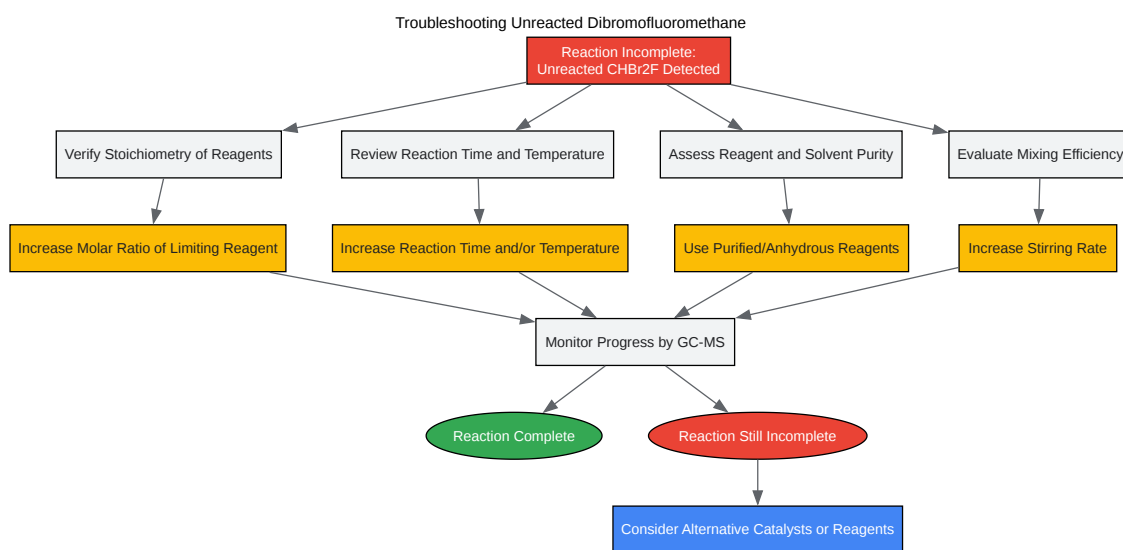 Troubleshooting Unreacted Dibromofluoromethane
Reaction Incomplete:
Unreacted CHBr2F Detected
Verify Stoichiometry of Reagents
Review Reaction Time and Temperature
Assess Reagent and Solvent Purity
Evaluate Mixing Efficiency
Increase Molar Ratio of Limiting Reagent
Increase Reaction Time and/or Temperature
Use Purified/Anhydrous Reagents
Increase Stirring Rate
Monitor Progress by GC-MS
Reaction Complete
Reaction Still Incomplete
Consider Alternative Catalysts or Reagents